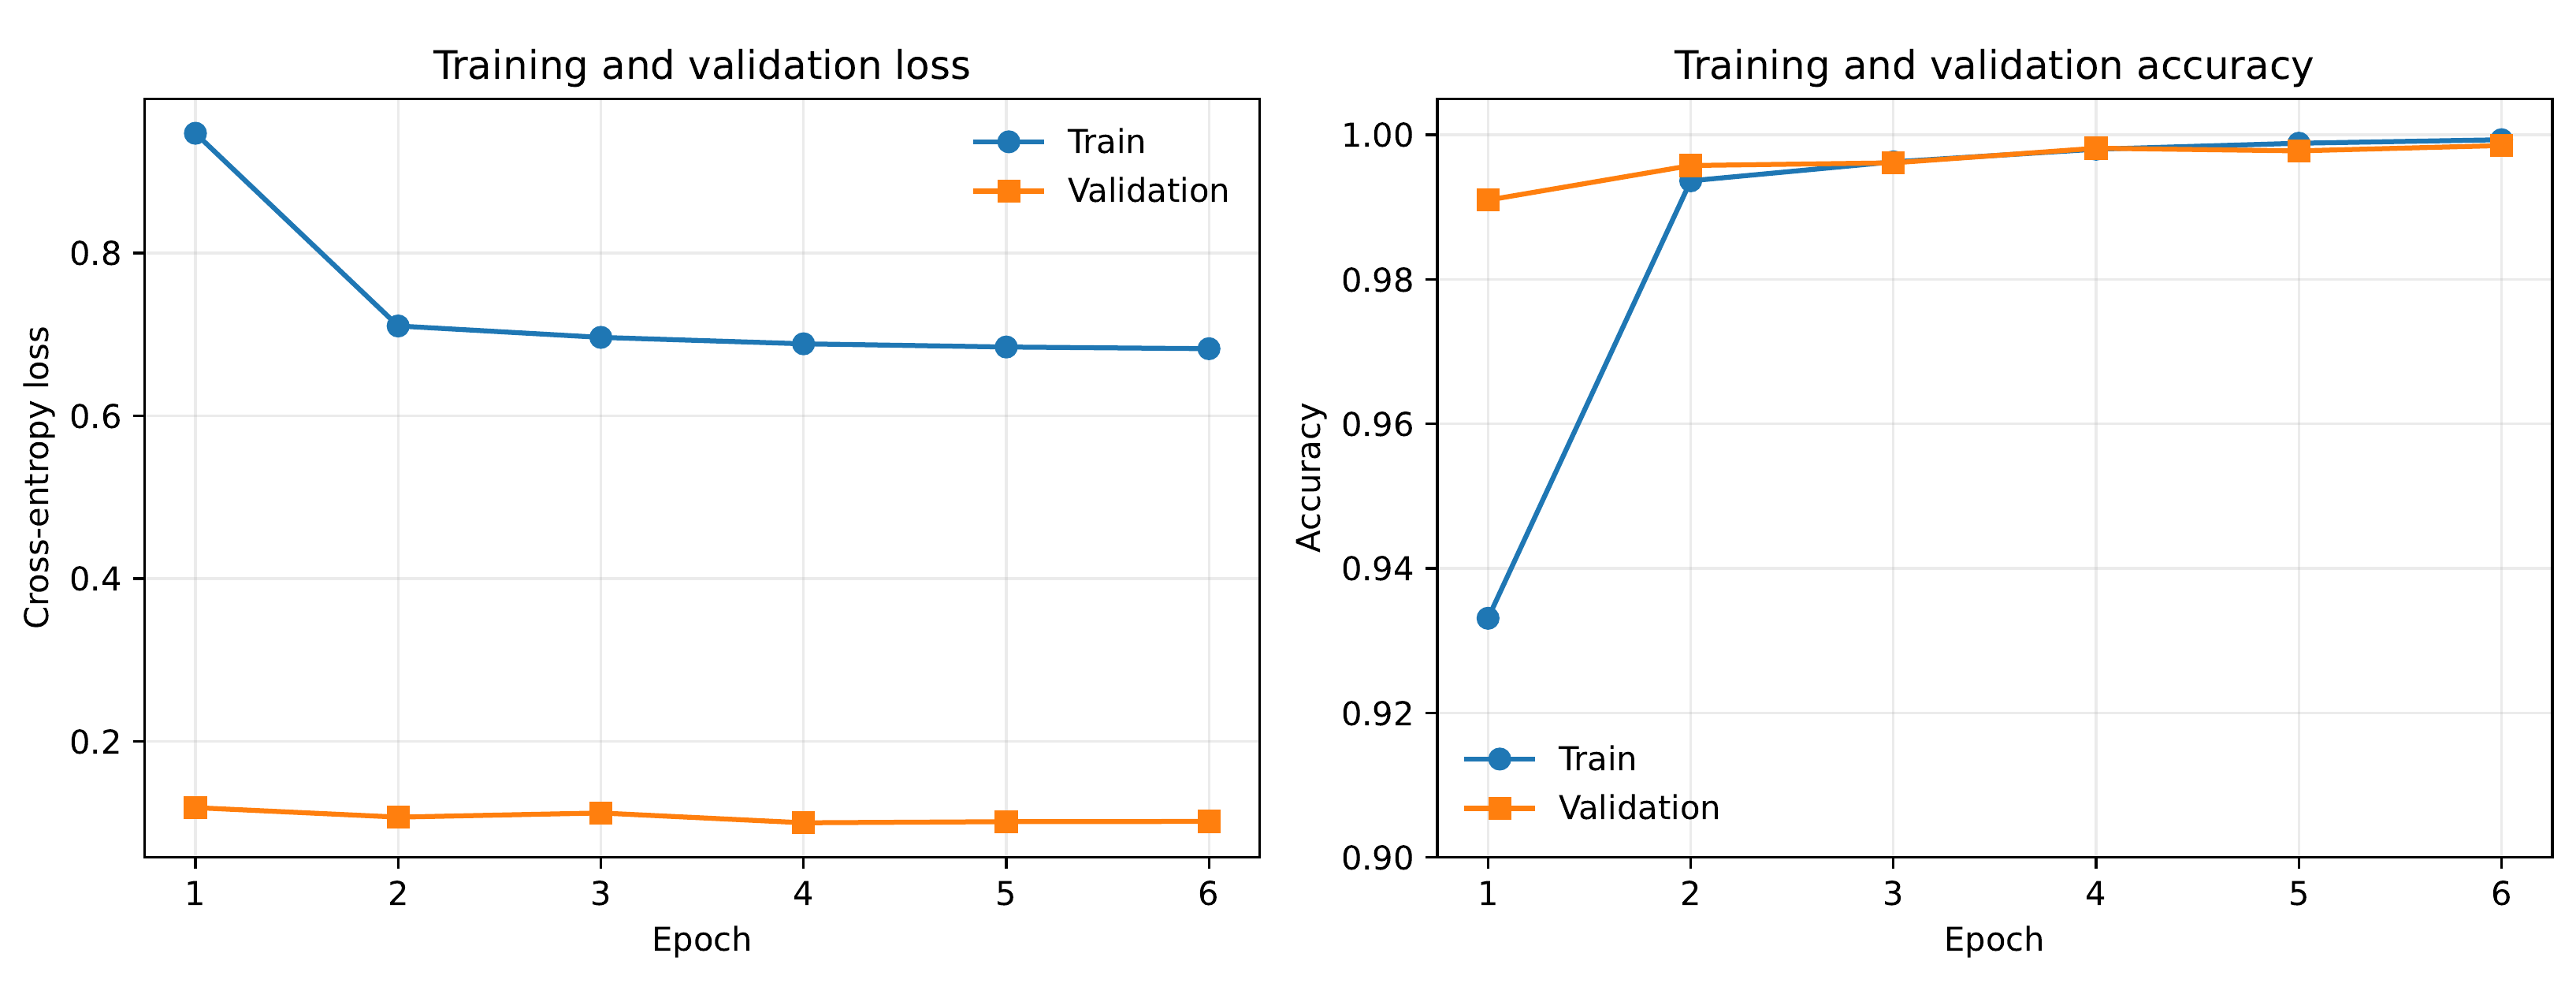 Training and validation loss
Train
Validation
0.8
0.6
0.4
0.2
Cross-entropy loss
1 2 3 4 5 6
Epoch
Training and validation accuracy
1.00
0.98
0.96
0.94
0.92
0.90
Accuracy
Train
Validation
1 2 3 4 5 6
Epoch